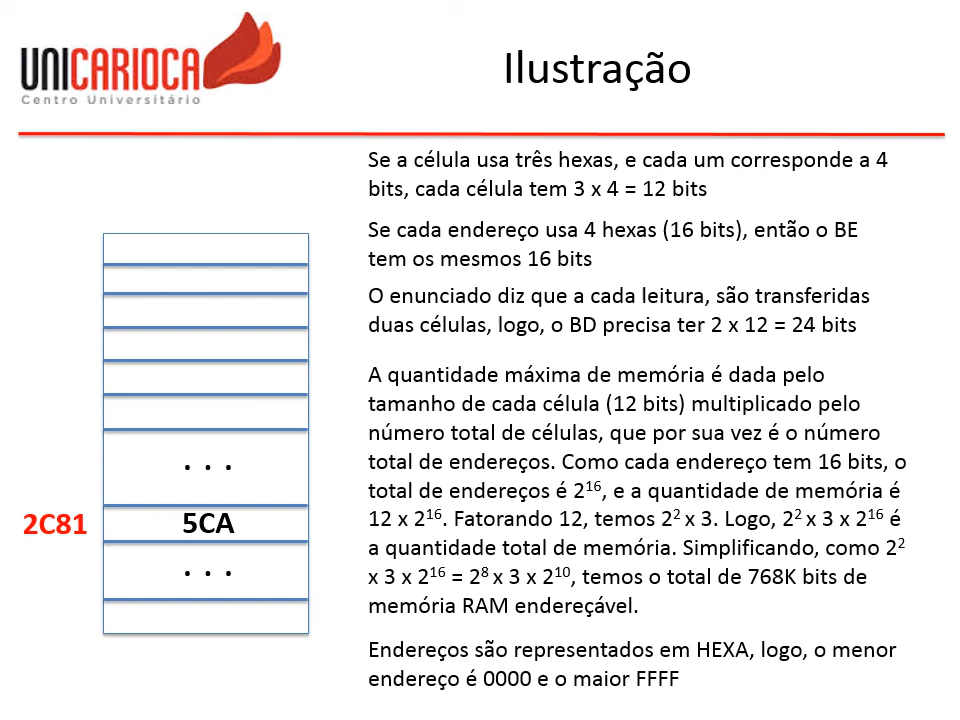 UNICARIOCA
Centro Universitário
Ilustração
Se a célula usa três hexas, e cada um corresponde a 4
bits, cada célula tem 3 x 4 = 12 bits
Se cada endereço usa 4 hexas (16 bits), então o BE
tem os mesmos 16 bits
O enunciado diz que a cada leitura, são transferidas
duas células, logo, o BD precisa ter 2 x 12 = 24 bits
A quantidade máxima de memória é dada pelo
tamanho de cada célula (12 bits) multiplicado pelo
número total de células, que por sua vez é o número
total de endereços. Como cada endereço tem 16 bits, o
total de endereços é 2¹⁶, e a quantidade de memória é
12 x 2¹⁶. Fatorando 12, temos 2² x 3. Logo, 2² x 3 x 2¹⁶ é
a quantidade total de memória. Simplificando, como 2²
x 3 x 2¹⁶ = 2⁸ x 3 x 2¹⁰, temos o total de 768K bits de
memória RAM endereçável.
Endereços são representados em HEXA, logo, o menor
endereço é 0000 e o maior FFFF
. . .
2C81 5CA
. . .